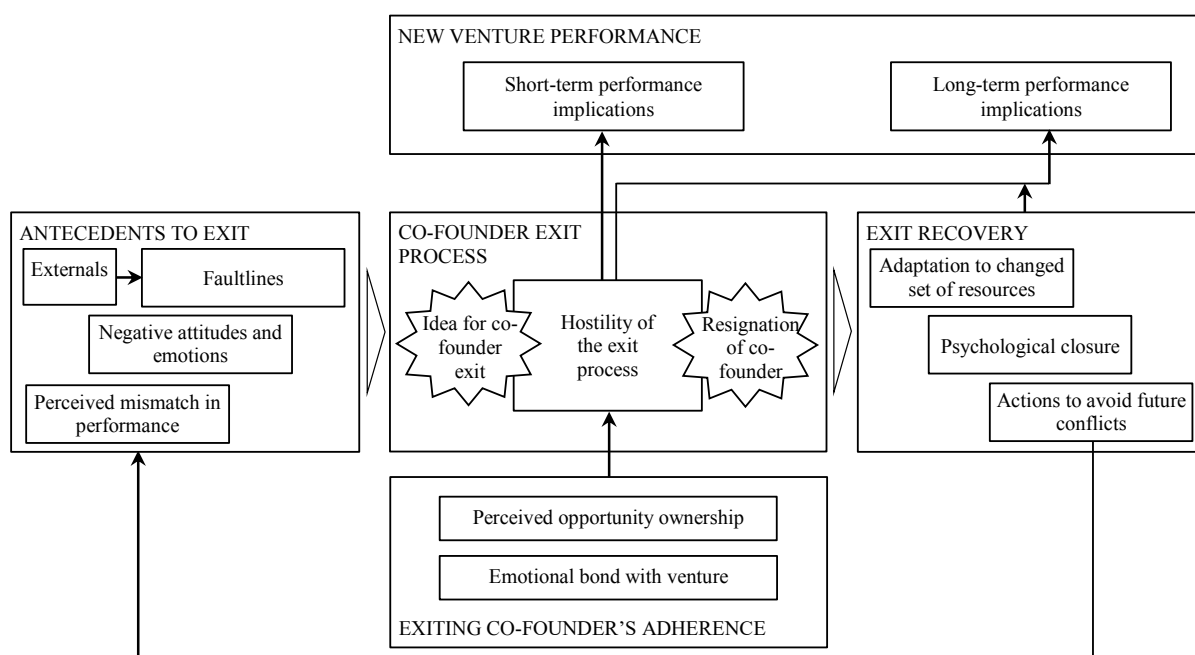 NEW VENTURE PERFORMANCE
Short-term performance
implications
Long-term performance
implications
ANTECEDENTS TO EXIT
Externals
Faultlines
Negative attitudes and
emotions
Perceived mismatch in
performance
CO-FOUNDER EXIT
PROCESS
Idea for co-
founder
exit
Hostility of
the exit
process
Resignation
of co-
founder
EXIT RECOVERY
Adaptation to changed
set of resources
Psychological closure
Actions to avoid future
conflicts
Perceived opportunity ownership
Emotional bond with venture
EXITING CO-FOUNDER’S ADHERENCE